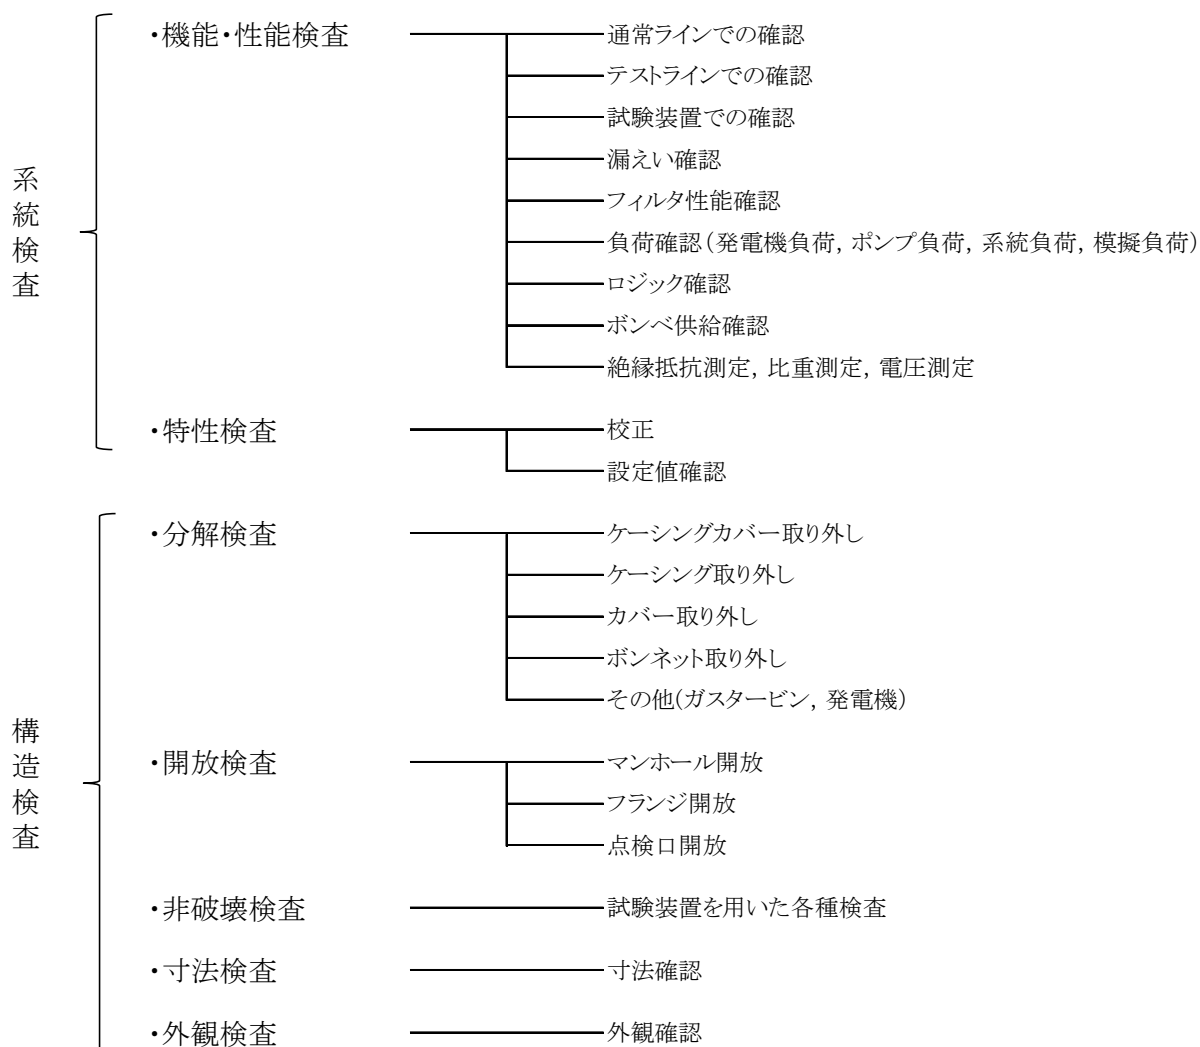 系統検査
・機能・性能検査
通常ラインでの確認
テストラインでの確認
試験装置での確認
漏えい確認
フィルタ性能確認
負荷確認(発電機負荷, ポンプ負荷, 系統負荷, 模擬負荷)
ロジック確認
ボンベ供給確認
絶縁抵抗測定, 比重測定, 電圧測定
・特性検査
校正
設定値確認
構造検査
・分解検査
ケーシングカバー取り外し
ケーシング取り外し
カバー取り外し
ボンネット取り外し
その他(ガスタービン, 発電機)
・開放検査
マンホール開放
フランジ開放
点検口開放
・非破壊検査
試験装置を用いた各種検査
・寸法検査
寸法確認
・外観検査
外観確認